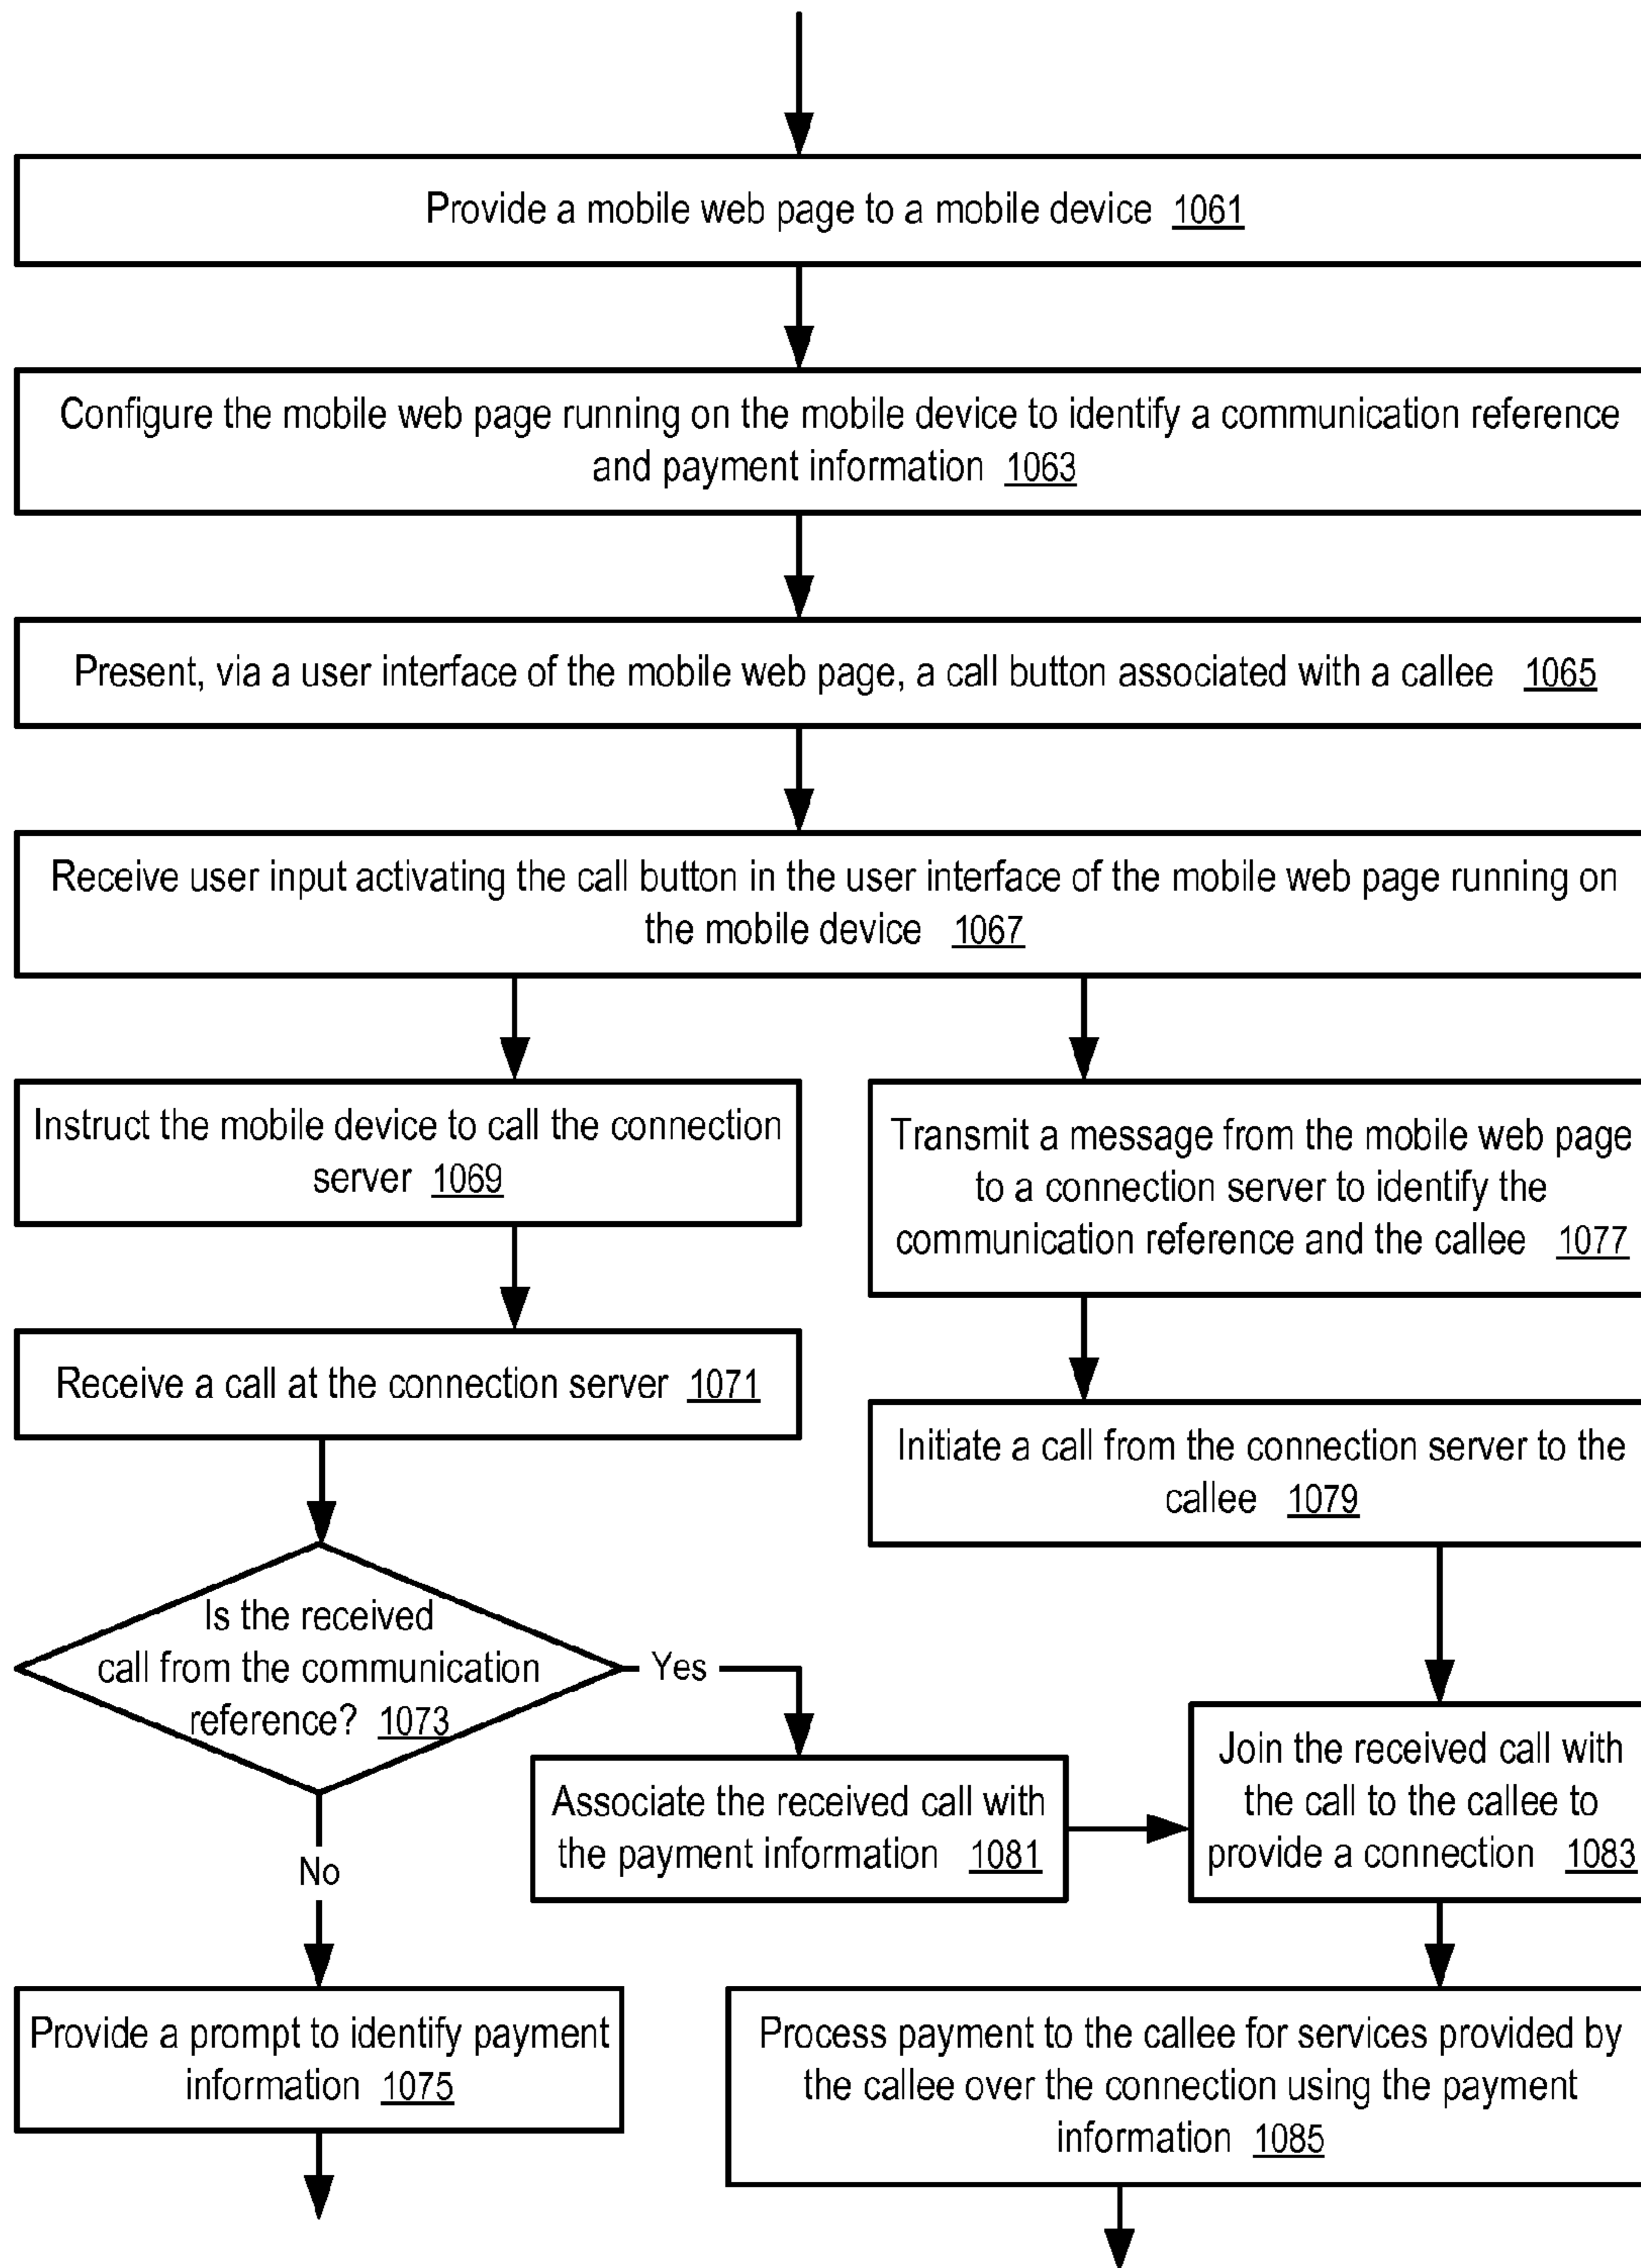 Provide a mobile web page to a mobile device 1061
Configure the mobile web page running on the mobile device to identify a communication reference
and payment information 1063
Present, via a user interface of the mobile web page, a call button associated with a callee 1065
Receive user input activating the call button in the user interface of the mobile web page running on
the mobile device 1067
Instruct the mobile device to call the connection
server 1069
Receive a call at the connection server 1071
Is the received
call from the communication
reference? 1073
Yes
No
Provide a prompt to identify payment
information 1075
Transmit a message from the mobile web page
to a connection server to identify the
communication reference and the callee 1077
Initiate a call from the connection server to the
callee 1079
Associate the received call with
the payment information 1081
Join the received call with
the call to the callee to
provide a connection 1083
Process payment to the callee for services provided by
the callee over the connection using the payment
information 1085